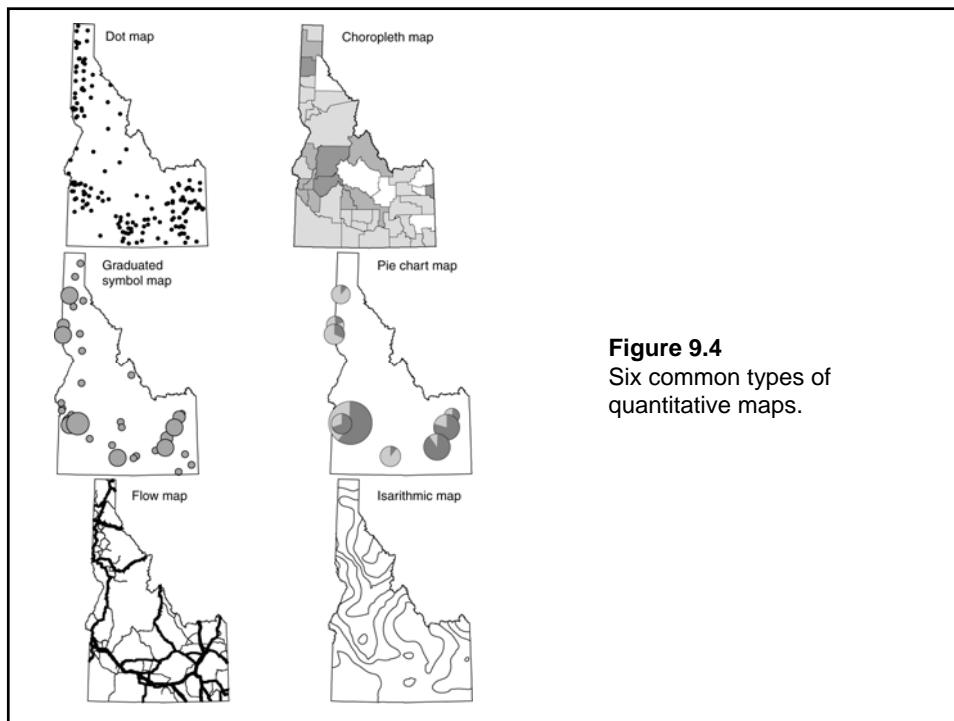 Dot map
Choropleth map
Graduated
symbol map
Pie chart map
Flow map
Isarithmic map
Figure 9.4
Six common types of
quantitative maps.